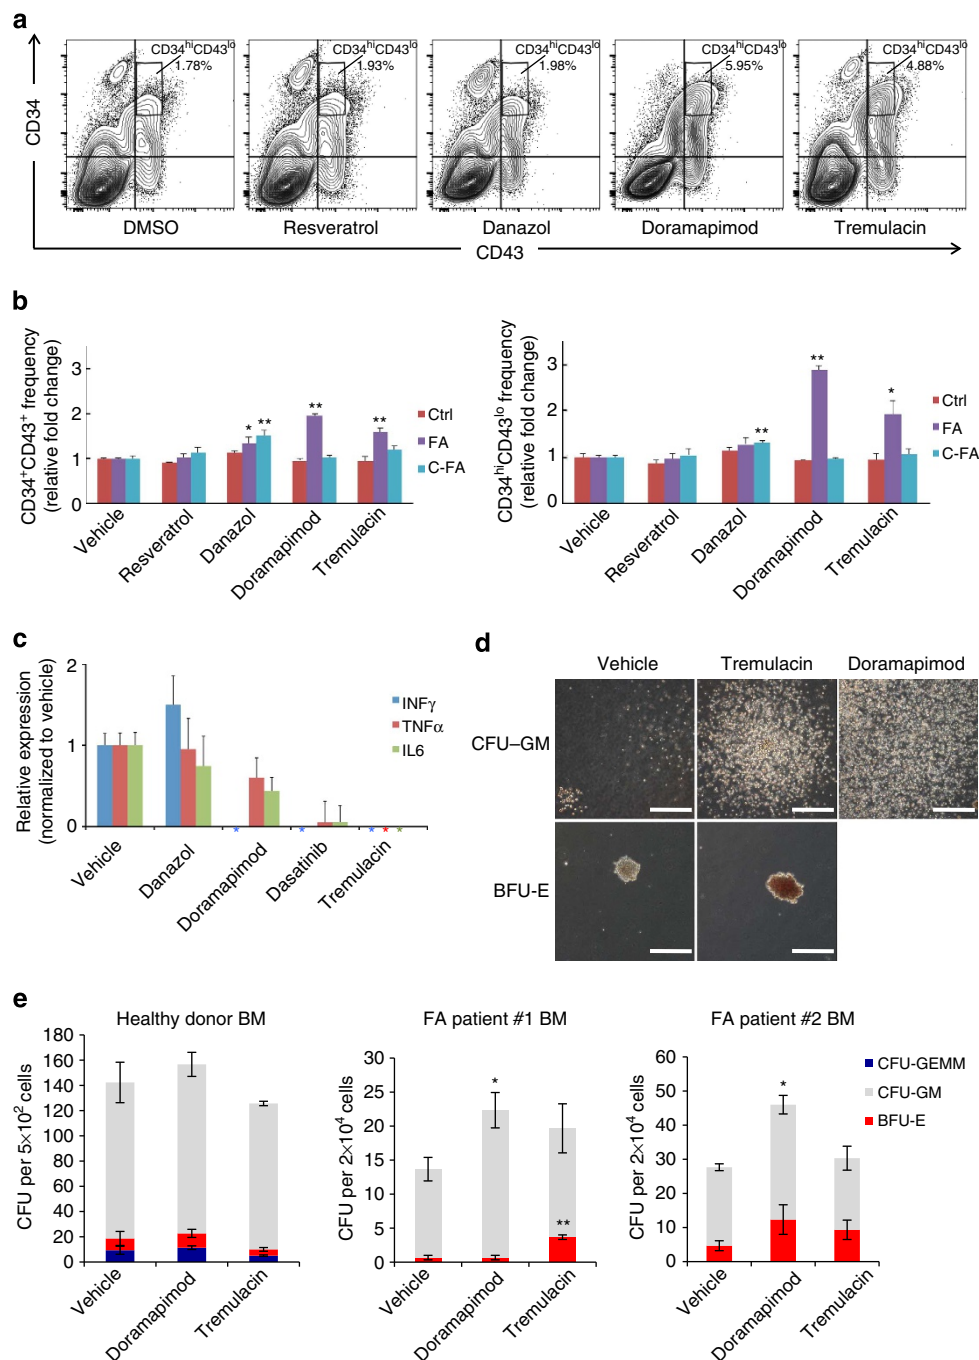 a
CD34
CD34hiCD43lo
1.78%
CD34hiCD43lo
1.93%
CD34hiCD43lo
1.98%
CD34hiCD43lo
5.95%
CD34hiCD43lo
4.88%
DMSO
Resveratrol
Danazol
Doramapimod
Tremulacin
CD43
b
CD34+CD43+ frequency
(relative fold change)
3
2
1
0
* ** ** **
Vehicle
Resveratrol
Danazol
Doramapimod
Tremulacin
Ctrl
FA
C-FA
CD34hiCD43lo frequency
(relative fold change)
3
2
1
0
** ** *
Vehicle
Resveratrol
Danazol
Doramapimod
Tremulacin
Ctrl
FA
C-FA
c
Relative expression
(normalized to vehicle)
2
1
0
* * * * *
Vehicle
Danazol
Doramapimod
Dasatinib
Tremulacin
INFγ
TNFα
IL6
d
Vehicle
Tremulacin
Doramapimod
CFU–GM
BFU-E
e
Healthy donor BM
CFU per 5×10² cells
180
160
140
120
100
80
60
40
20
0
Vehicle
Doramapimod
Tremulacin
FA patient #1 BM
CFU per 2×10⁴ cells
30
25
20
15
10
5
0
*
**
Vehicle
Doramapimod
Tremulacin
FA patient #2 BM
CFU per 2×10⁴ cells
60
50
40
30
20
10
0
*
Vehicle
Doramapimod
Tremulacin
CFU-GEMM
CFU-GM
BFU-E